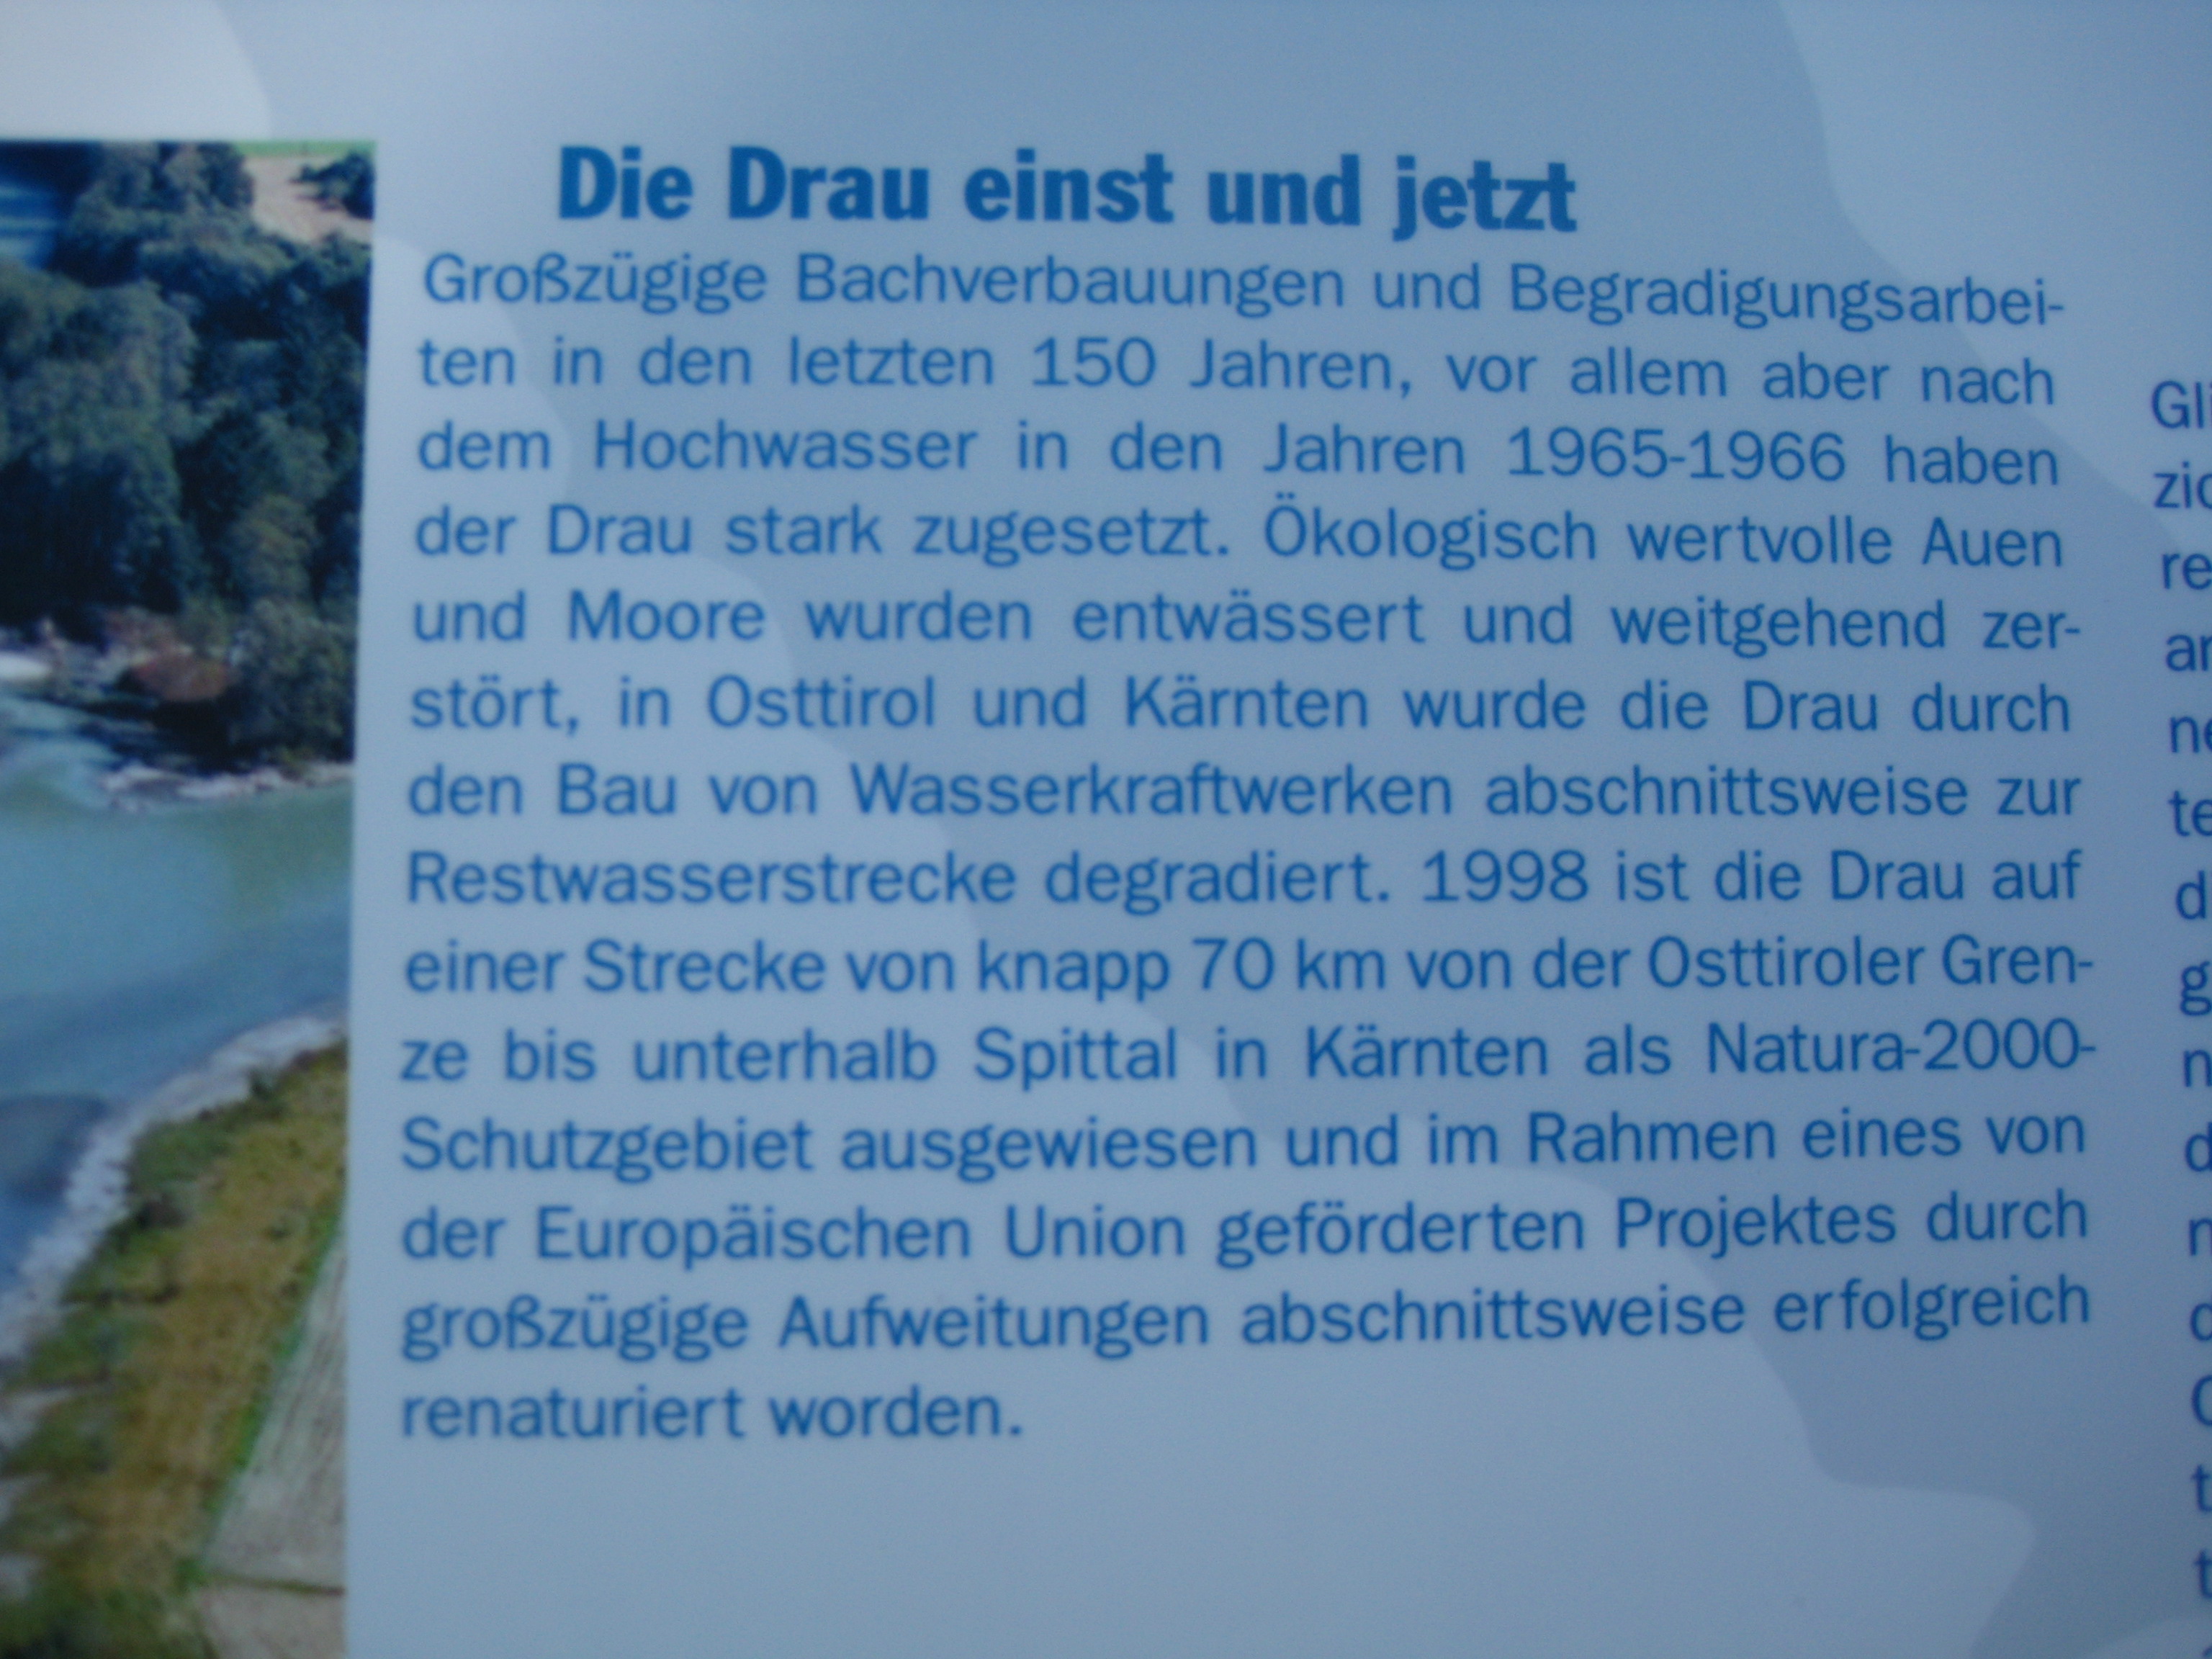 Die Drau einst und jetzt
Großzügige Bachverbauungen und Begradigungsarbei-
ten in den letzten 150 Jahren, vor allem aber nach
dem Hochwasser in den Jahren 1965-1966 haben
der Drau stark zugesetzt. Ökologisch wertvolle Auen
und Moore wurden entwässert und weitgehend zer-
stört, in Osttirol und Kärnten wurde die Drau durch
den Bau von Wasserkraftwerken abschnittsweise zur
Restwasserstrecke degradiert. 1998 ist die Drau auf
einer Strecke von knapp 70 km von der Osttiroler Gren-
ze bis unterhalb Spittal in Kärnten als Natura-2000-
Schutzgebiet ausgewiesen und im Rahmen eines von
der Europäischen Union geförderten Projektes durch
großzügige Aufweitungen abschnittsweise erfolgreich
renaturiert worden.